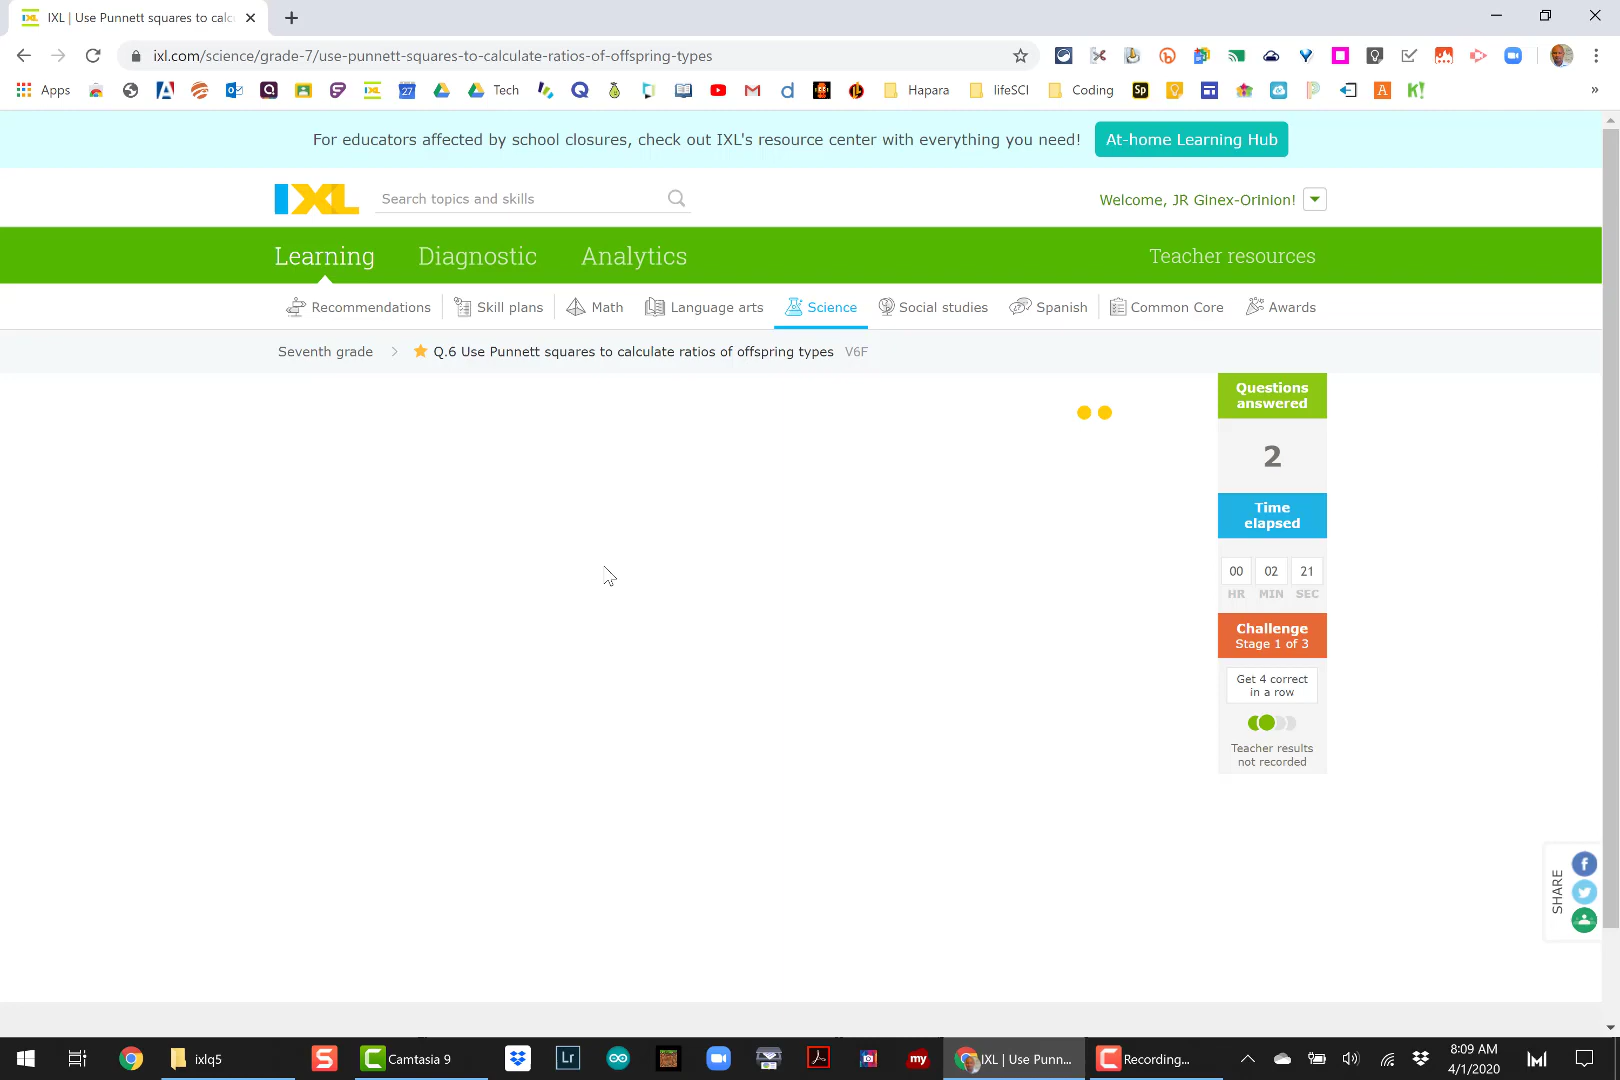 IXL | Use Punnett squares to calc
ixl.com/science/grade-7/use-punnett-squares-to-calculate-ratios-of-offspring-types
Apps
27
Tech
Hapara
lifeSCI
Coding
Sp
K!
»
For educators affected by school closures, check out IXL's resource center with everything you need!
At-home Learning Hub
IXL
Search topics and skills
Welcome, JR Ginex-Orinion!
Learning
Diagnostic
Analytics
Teacher resources
Recommendations
Skill plans
Math
Language arts
Science
Social studies
Spanish
Common Core
Awards
Seventh grade > Q.6 Use Punnett squares to calculate ratios of offspring types V6F
Questions
answered
2
Time
elapsed
00 02 21
HR MIN SEC
Challenge
Stage 1 of 3
Get 4 correct
in a row
Teacher results
not recorded
SHARE
ixlq5
Camtasia 9
Lr
my
IXL | Use Punn...
Recording...
8:09 AM
4/1/2020